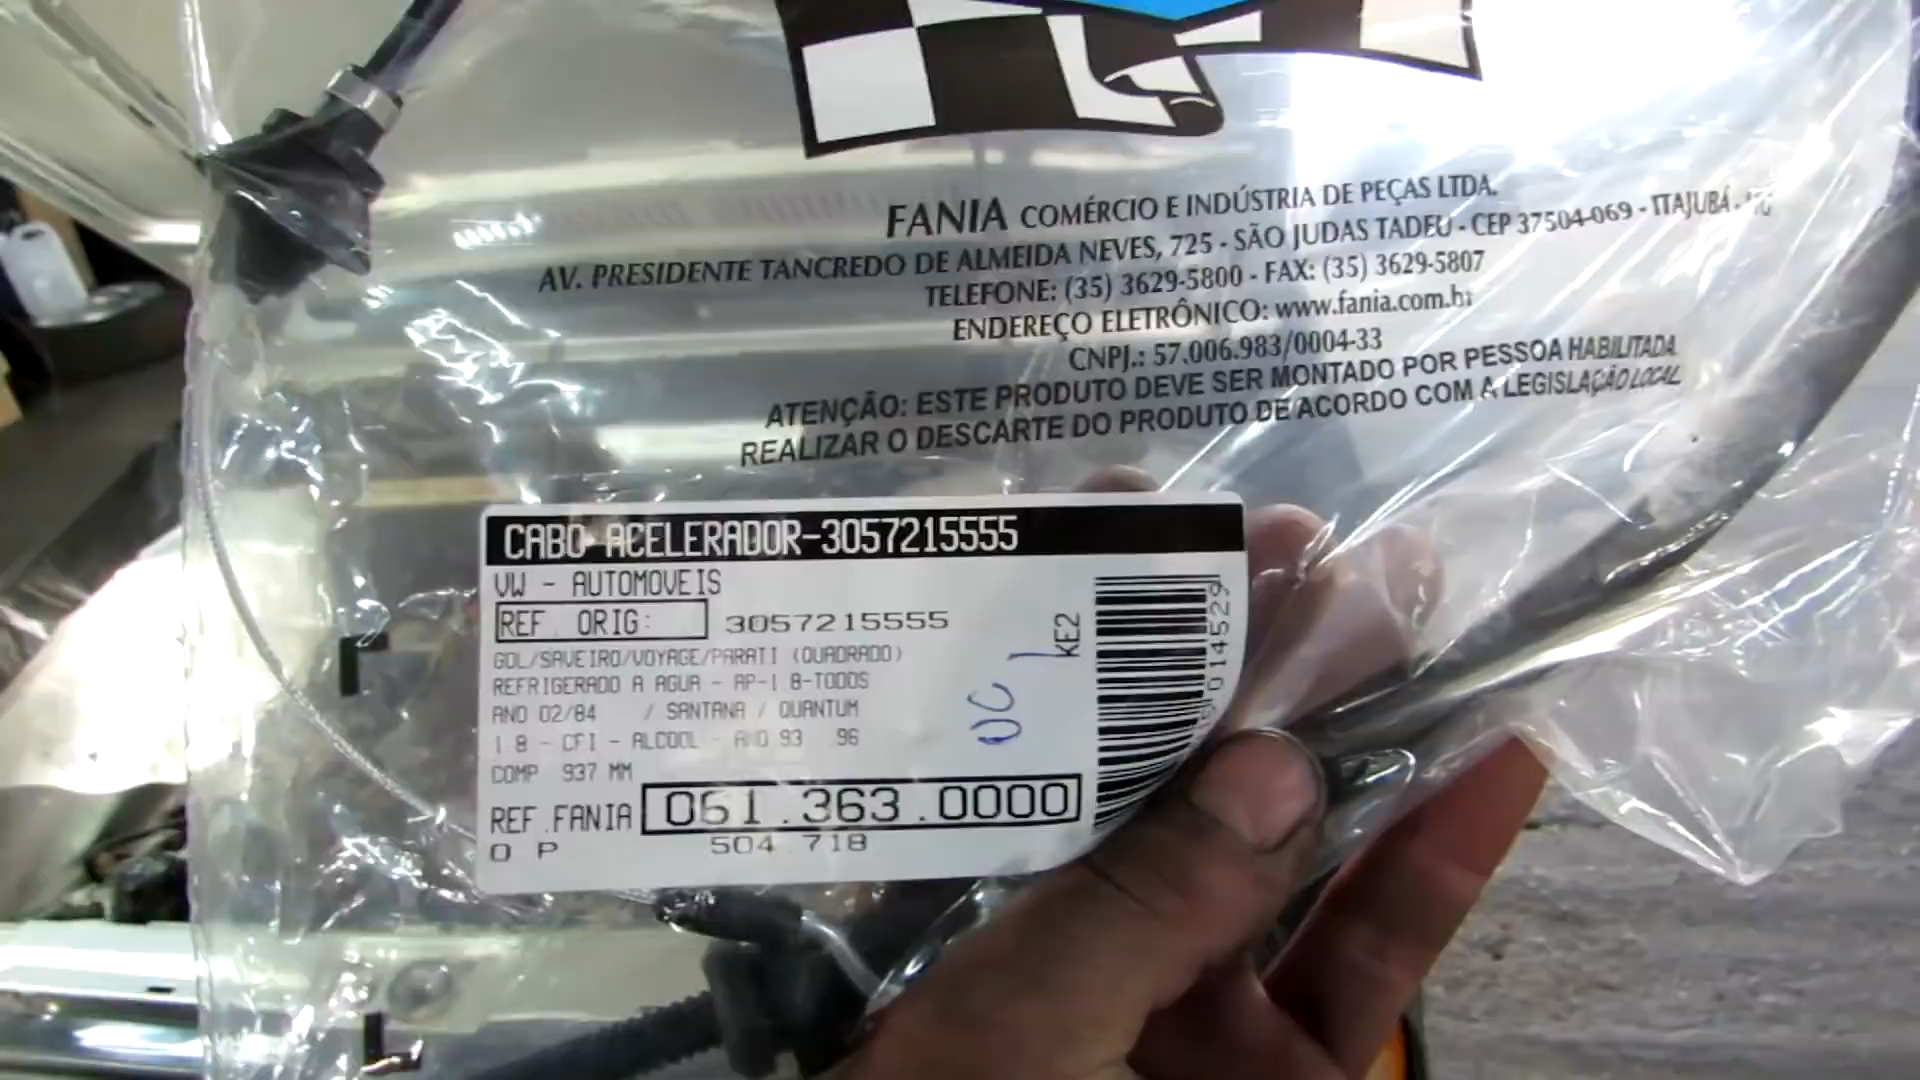 FANIA COMÉRCIO E INDÚSTRIA DE PEÇAS LTDA.
AV. PRESIDENTE TANCREDO DE ALMEIDA NEVES, 725 - SÃO JUDAS TADEU - CEP 37504-069 - ITAJUBÁ - MG
TELEFONE: (35) 3629-5800 - FAX: (35) 3629-5807
ENDEREÇO ELETRÔNICO: www.fania.com.br
CNPJ.: 57.006.983/0004-33
ATENÇÃO: ESTE PRODUTO DEVE SER MONTADO POR PESSOA HABILITADA
REALIZAR O DESCARTE DO PRODUTO DE ACORDO COM A LEGISLAÇÃO LOCAL
CABO ACELERADOR-3057215555
VW - AUTOMOVEIS
REF. ORIG: 3057215555
GOL/SAVEIRO/VOYAGE/PARATI (QUADRADO)
REFRIGERADO A AGUA - AP-1.8-TODOS
ANO 02/84 / SANTANA / QUANTUM
1.8 - CFI - ALCOOL - ANO 93 96
COMP 937 MM
REF.FANIA 061.363.0000
O P 504.718
KE2